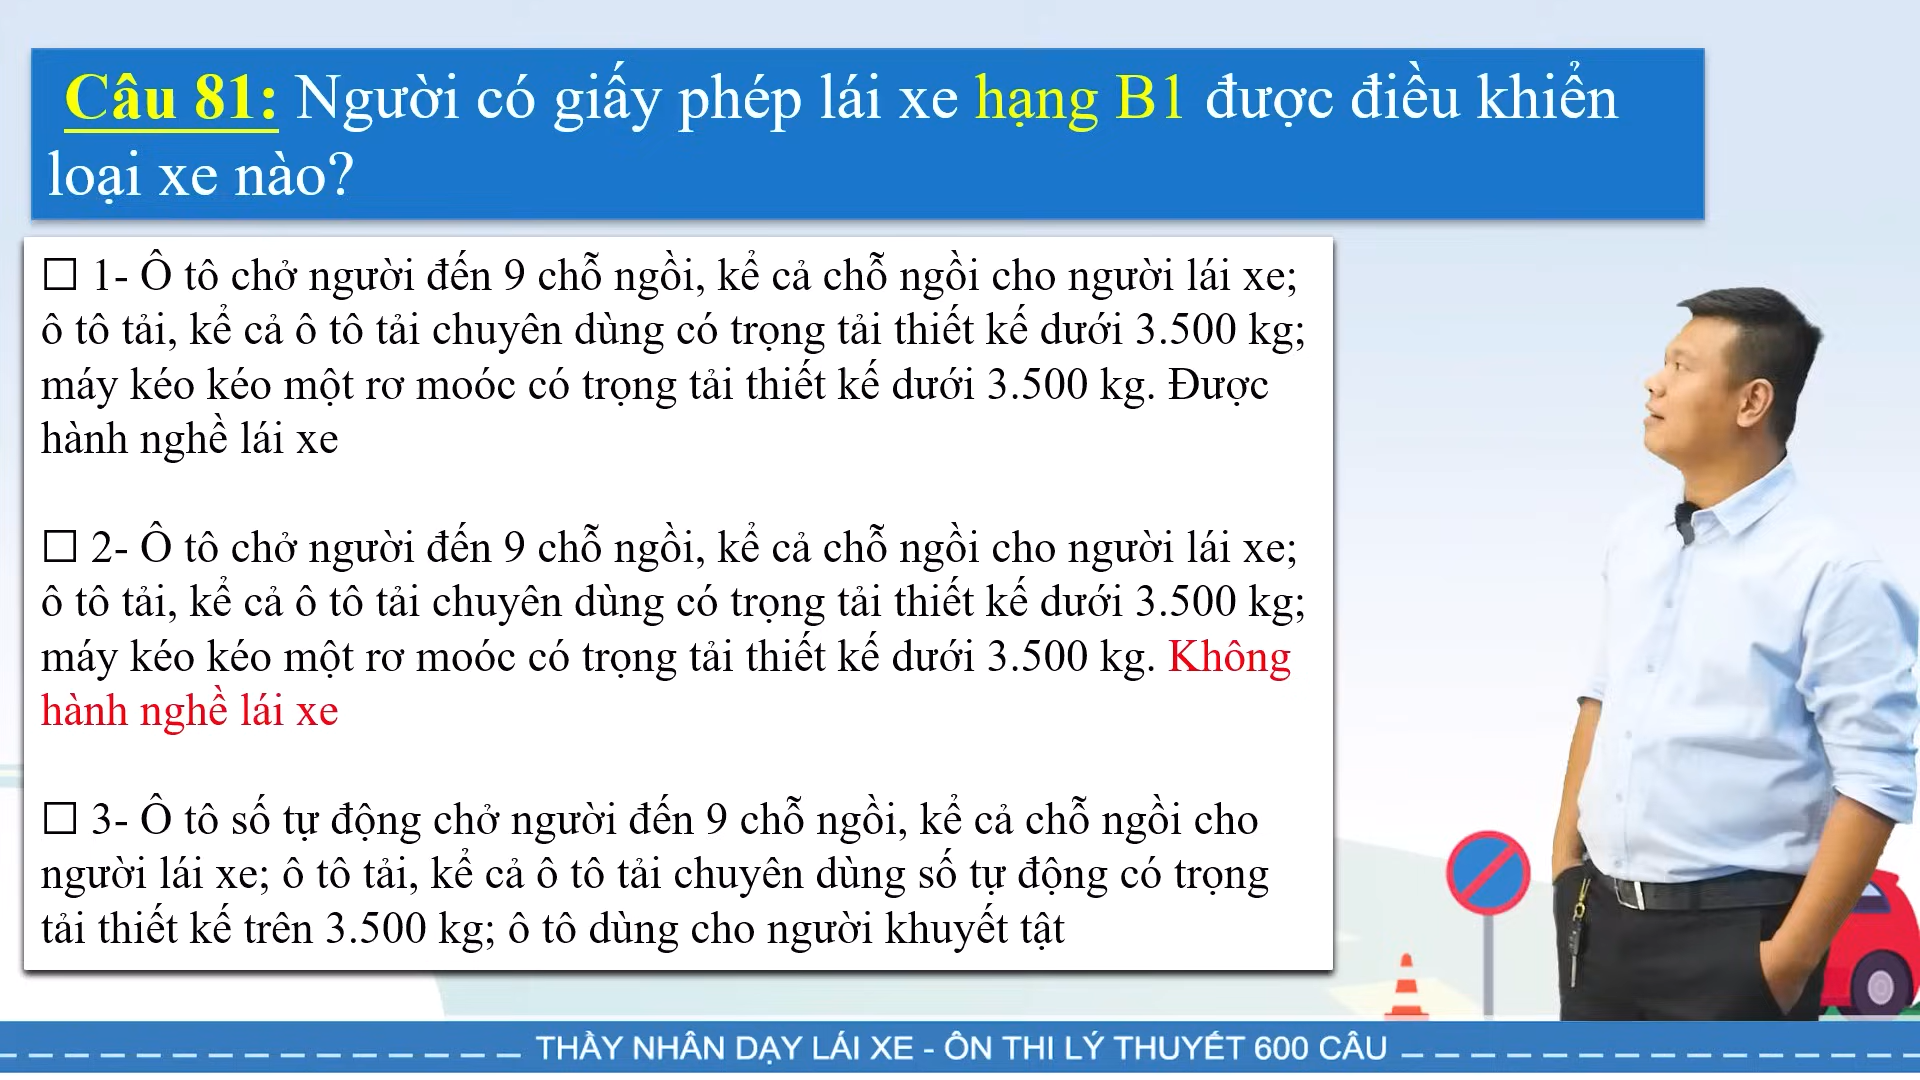 Câu 81: Người có giấy phép lái xe hạng B1 được điều khiển
loại xe nào?
☐ 1- Ô tô chở người đến 9 chỗ ngồi, kể cả chỗ ngồi cho người lái xe;
ô tô tải, kể cả ô tô tải chuyên dùng có trọng tải thiết kế dưới 3.500 kg;
máy kéo kéo một rơ moóc có trọng tải thiết kế dưới 3.500 kg. Được
hành nghề lái xe
☐ 2- Ô tô chở người đến 9 chỗ ngồi, kể cả chỗ ngồi cho người lái xe;
ô tô tải, kể cả ô tô tải chuyên dùng có trọng tải thiết kế dưới 3.500 kg;
máy kéo kéo một rơ moóc có trọng tải thiết kế dưới 3.500 kg. Không
hành nghề lái xe
☐ 3- Ô tô số tự động chở người đến 9 chỗ ngồi, kể cả chỗ ngồi cho
người lái xe; ô tô tải, kể cả ô tô tải chuyên dùng số tự động có trọng
tải thiết kế trên 3.500 kg; ô tô dùng cho người khuyết tật
THẦY NHÂN DẠY LÁI XE - ÔN THI LÝ THUYẾT 600 CÂU